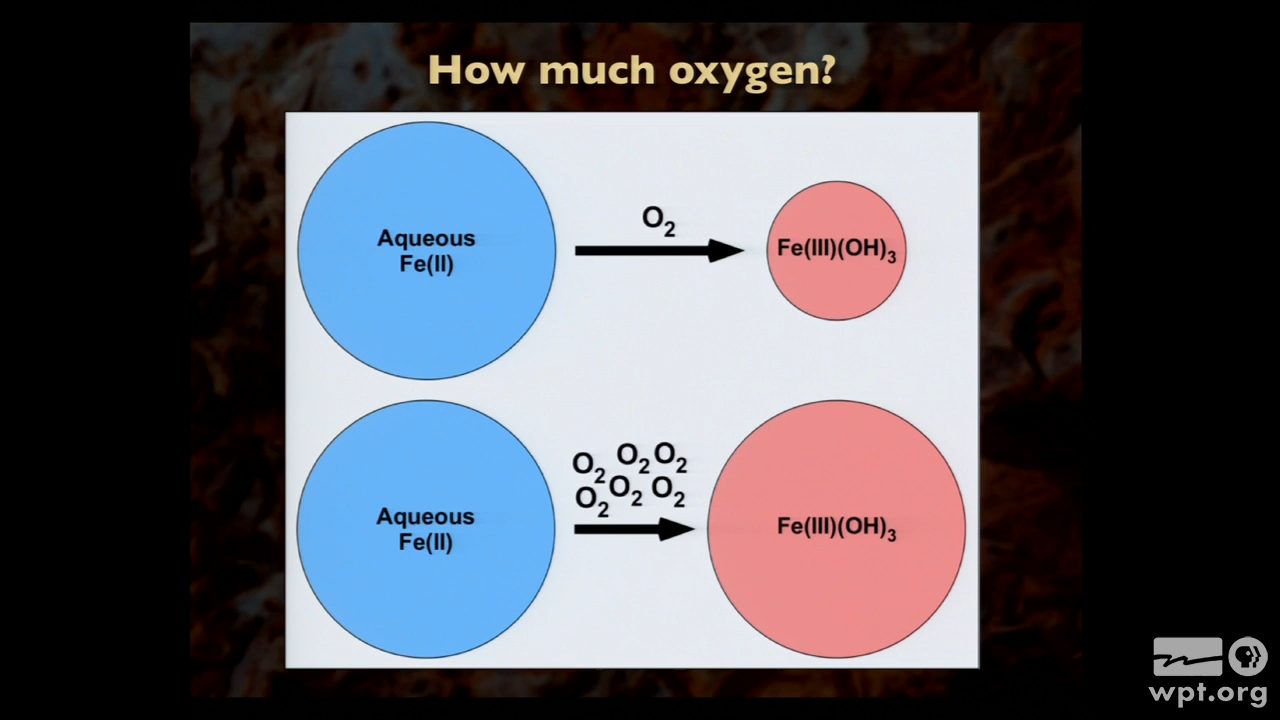 How much oxygen?
Aqueous
Fe(II)
O₂
Fe(III)(OH)₃
O₂ O₂ O₂
O₂ O₂ O₂
Aqueous
Fe(II)
Fe(III)(OH)₃
wpt.org